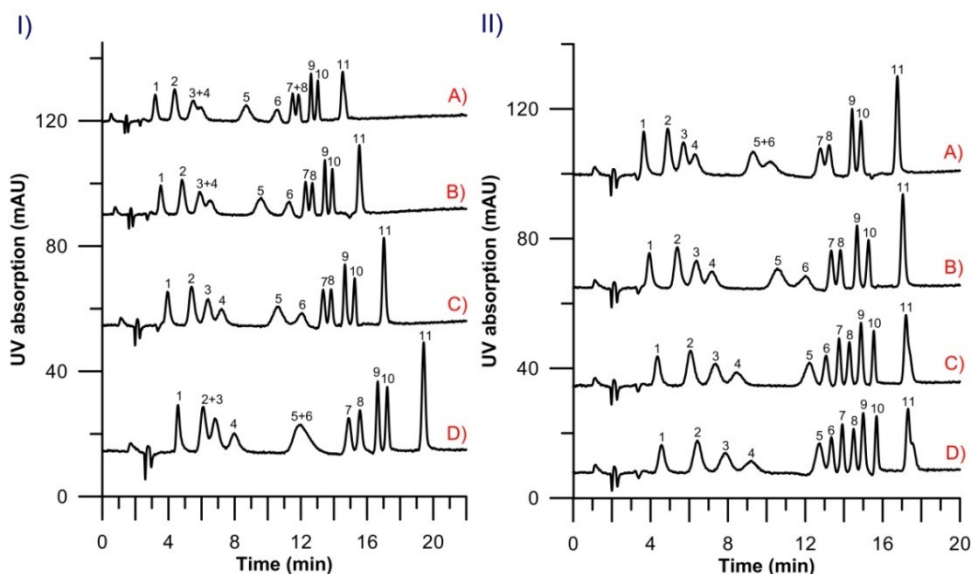 I)
UV absorption (mAU)
120
80
40
0
1 2 3+4 5 6 7+8 9 10 11
A)
1 2 3+4 5 6 7 8 9 10 11
B)
1 2 3 4 5 6 7 8 9 10 11
C)
1 2+3 4 5+6 7 8 9 10 11
D)
0 4 8 12 16 20
Time (min)
II)
UV absorption (mAU)
120
80
40
0
1 2 3 4 5+6 7 8 9 10 11
A)
1 2 3 4 5 6 7 8 9 10 11
B)
1 2 3 4 5 6 7 8 9 10 11
C)
1 2 3 4 5 6 7 8 9 10 11
D)
0 4 8 12 16 20
Time (min)